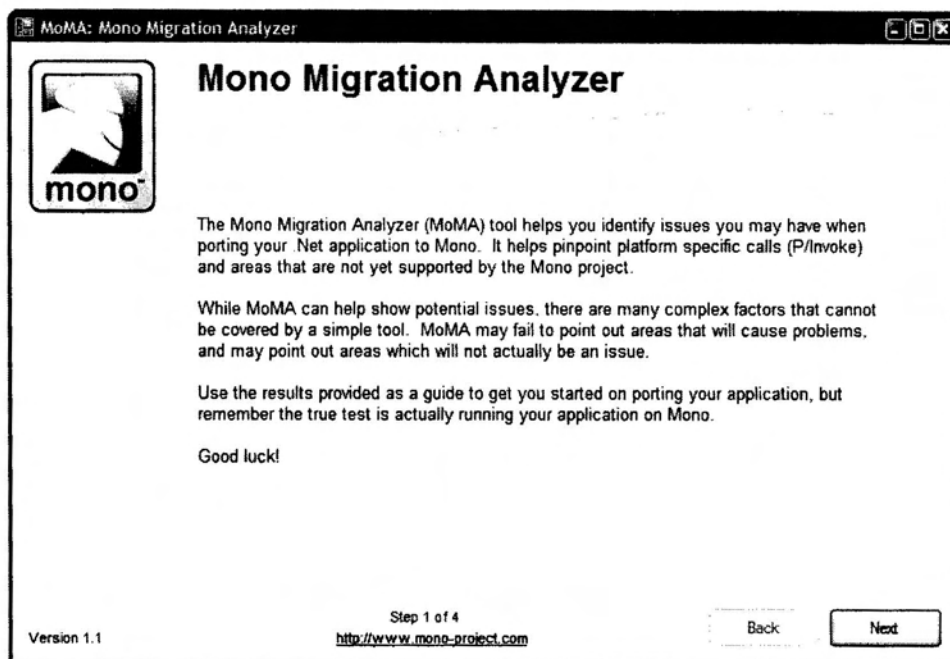 MoMA: Mono Migration Analyzer
Mono Migration Analyzer
mono
The Mono Migration Analyzer (MoMA) tool helps you identify issues you may have when
porting your .Net application to Mono. It helps pinpoint platform specific calls (P/Invoke)
and areas that are not yet supported by the Mono project.
While MoMA can help show potential issues, there are many complex factors that cannot
be covered by a simple tool. MoMA may fail to point out areas that will cause problems,
and may point out areas which will not actually be an issue.
Use the results provided as a guide to get you started on porting your application, but
remember the true test is actually running your application on Mono.
Good luck!
Step 1 of 4
Version 1.1
http://www.mono-project.com
Back
Next